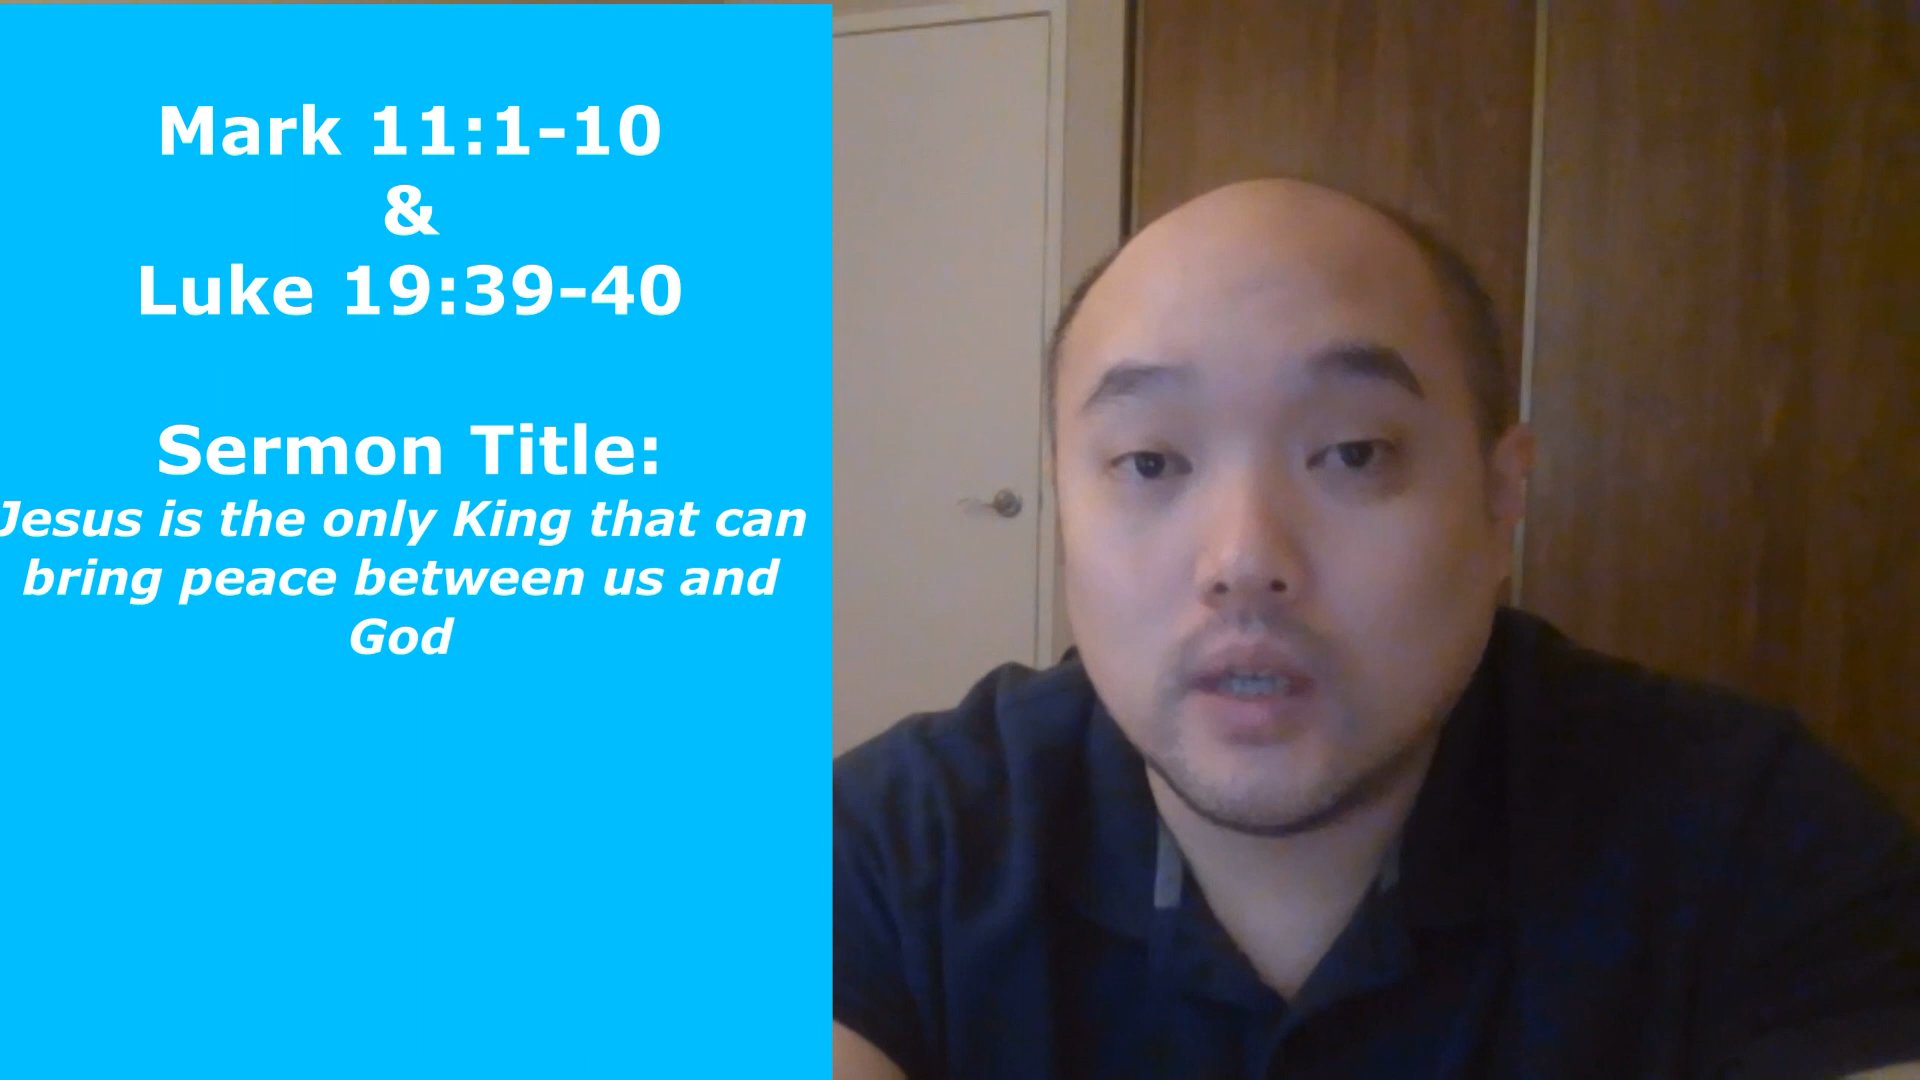 Mark 11:1-10
&
Luke 19:39-40
Sermon Title:
Jesus is the only King that can
bring peace between us and
God